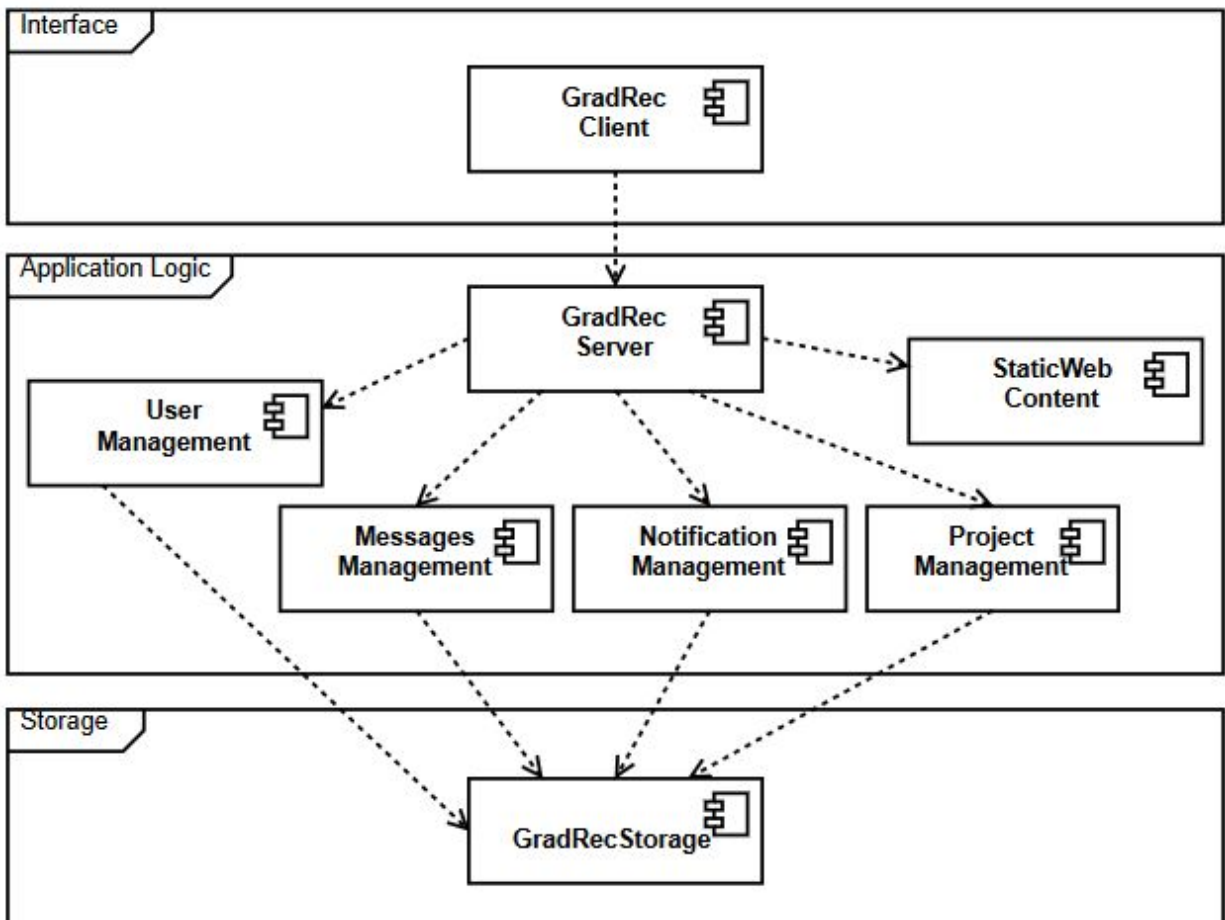 Interface
GradRec
Client
Application Logic
GradRec
Server
StaticWeb
Content
User
Management
Messages
Management
Notification
Management
Project
Management
Storage
GradRecStorage